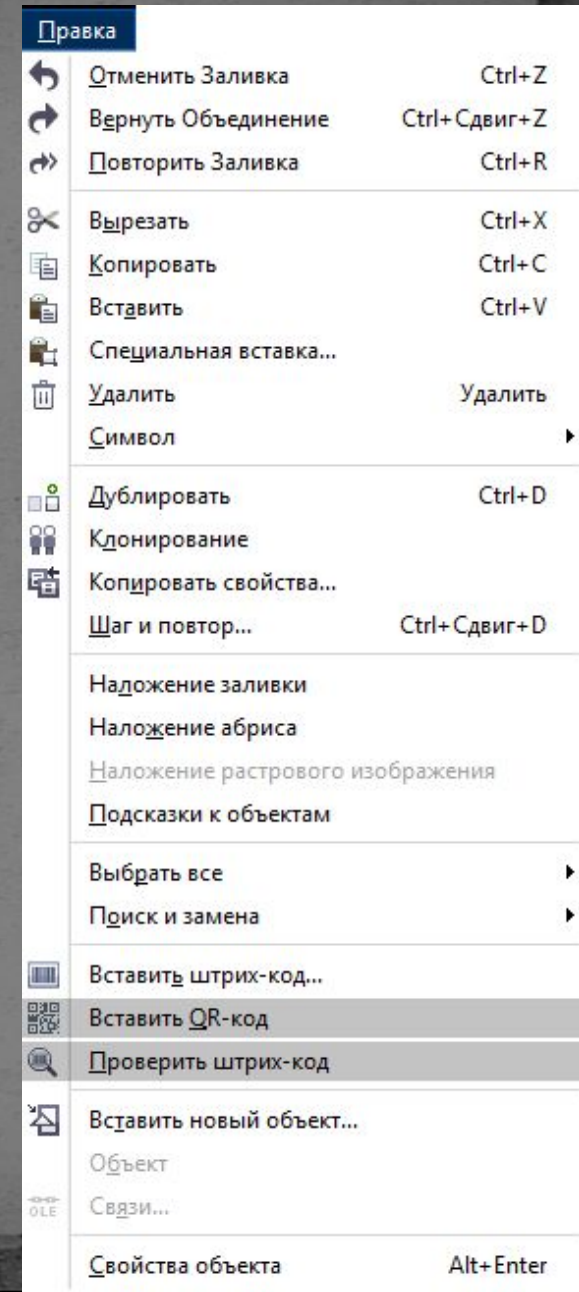 Правка
Отменить Заливка Ctrl+Z
Вернуть Объединение Ctrl+Сдвиг+Z
Повторить Заливка Ctrl+R
Вырезать Ctrl+X
Копировать Ctrl+C
Вставить Ctrl+V
Специальная вставка...
Удалить Удалить
Символ
Дублировать Ctrl+D
Клонирование
Копировать свойства...
Шаг и повтор... Ctrl+Сдвиг+D
Наложение заливки
Наложение абриса
Наложение растрового изображения
Подсказки к объектам
Выбрать все
Поиск и замена
Вставить штрих-код...
Вставить QR-код
Проверить штрих-код
Вставить новый объект...
Объект
OLE Связи...
Свойства объекта Alt+Enter